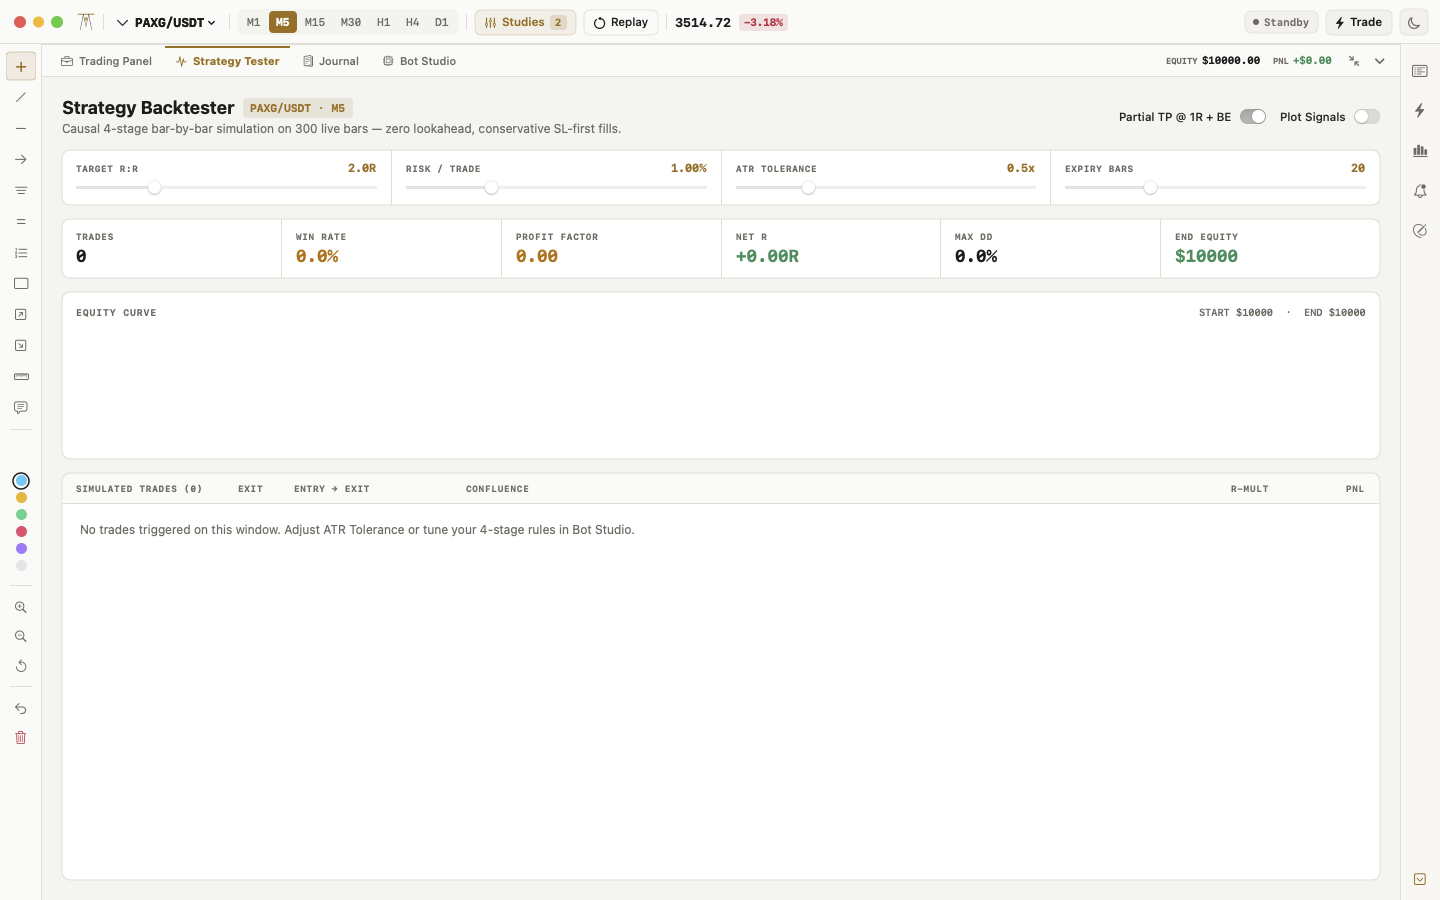 PAXG/USDT M1 M5 M15 M30 H1 H4 D1 Studies 2 Replay 3514.72 −3.18% Standby Trade
Trading Panel Strategy Tester Journal Bot Studio EQUITY $10000.00 PNL +$0.00
Strategy Backtester PAXG/USDT · M5
Causal 4-stage bar-by-bar simulation on 300 live bars — zero lookahead, conservative SL-first fills.
Partial TP @ 1R + BE Plot Signals
TARGET R:R 2.0R RISK / TRADE 1.00% ATR TOLERANCE 0.5x EXPIRY BARS 20
TRADES WIN RATE PROFIT FACTOR NET R MAX DD END EQUITY
0 0.0% 0.00 +0.00R 0.0% $10000
EQUITY CURVE START $10000 · END $10000
SIMULATED TRADES (0) EXIT ENTRY → EXIT CONFLUENCE R-MULT PNL
No trades triggered on this window. Adjust ATR Tolerance or tune your 4-stage rules in Bot Studio.